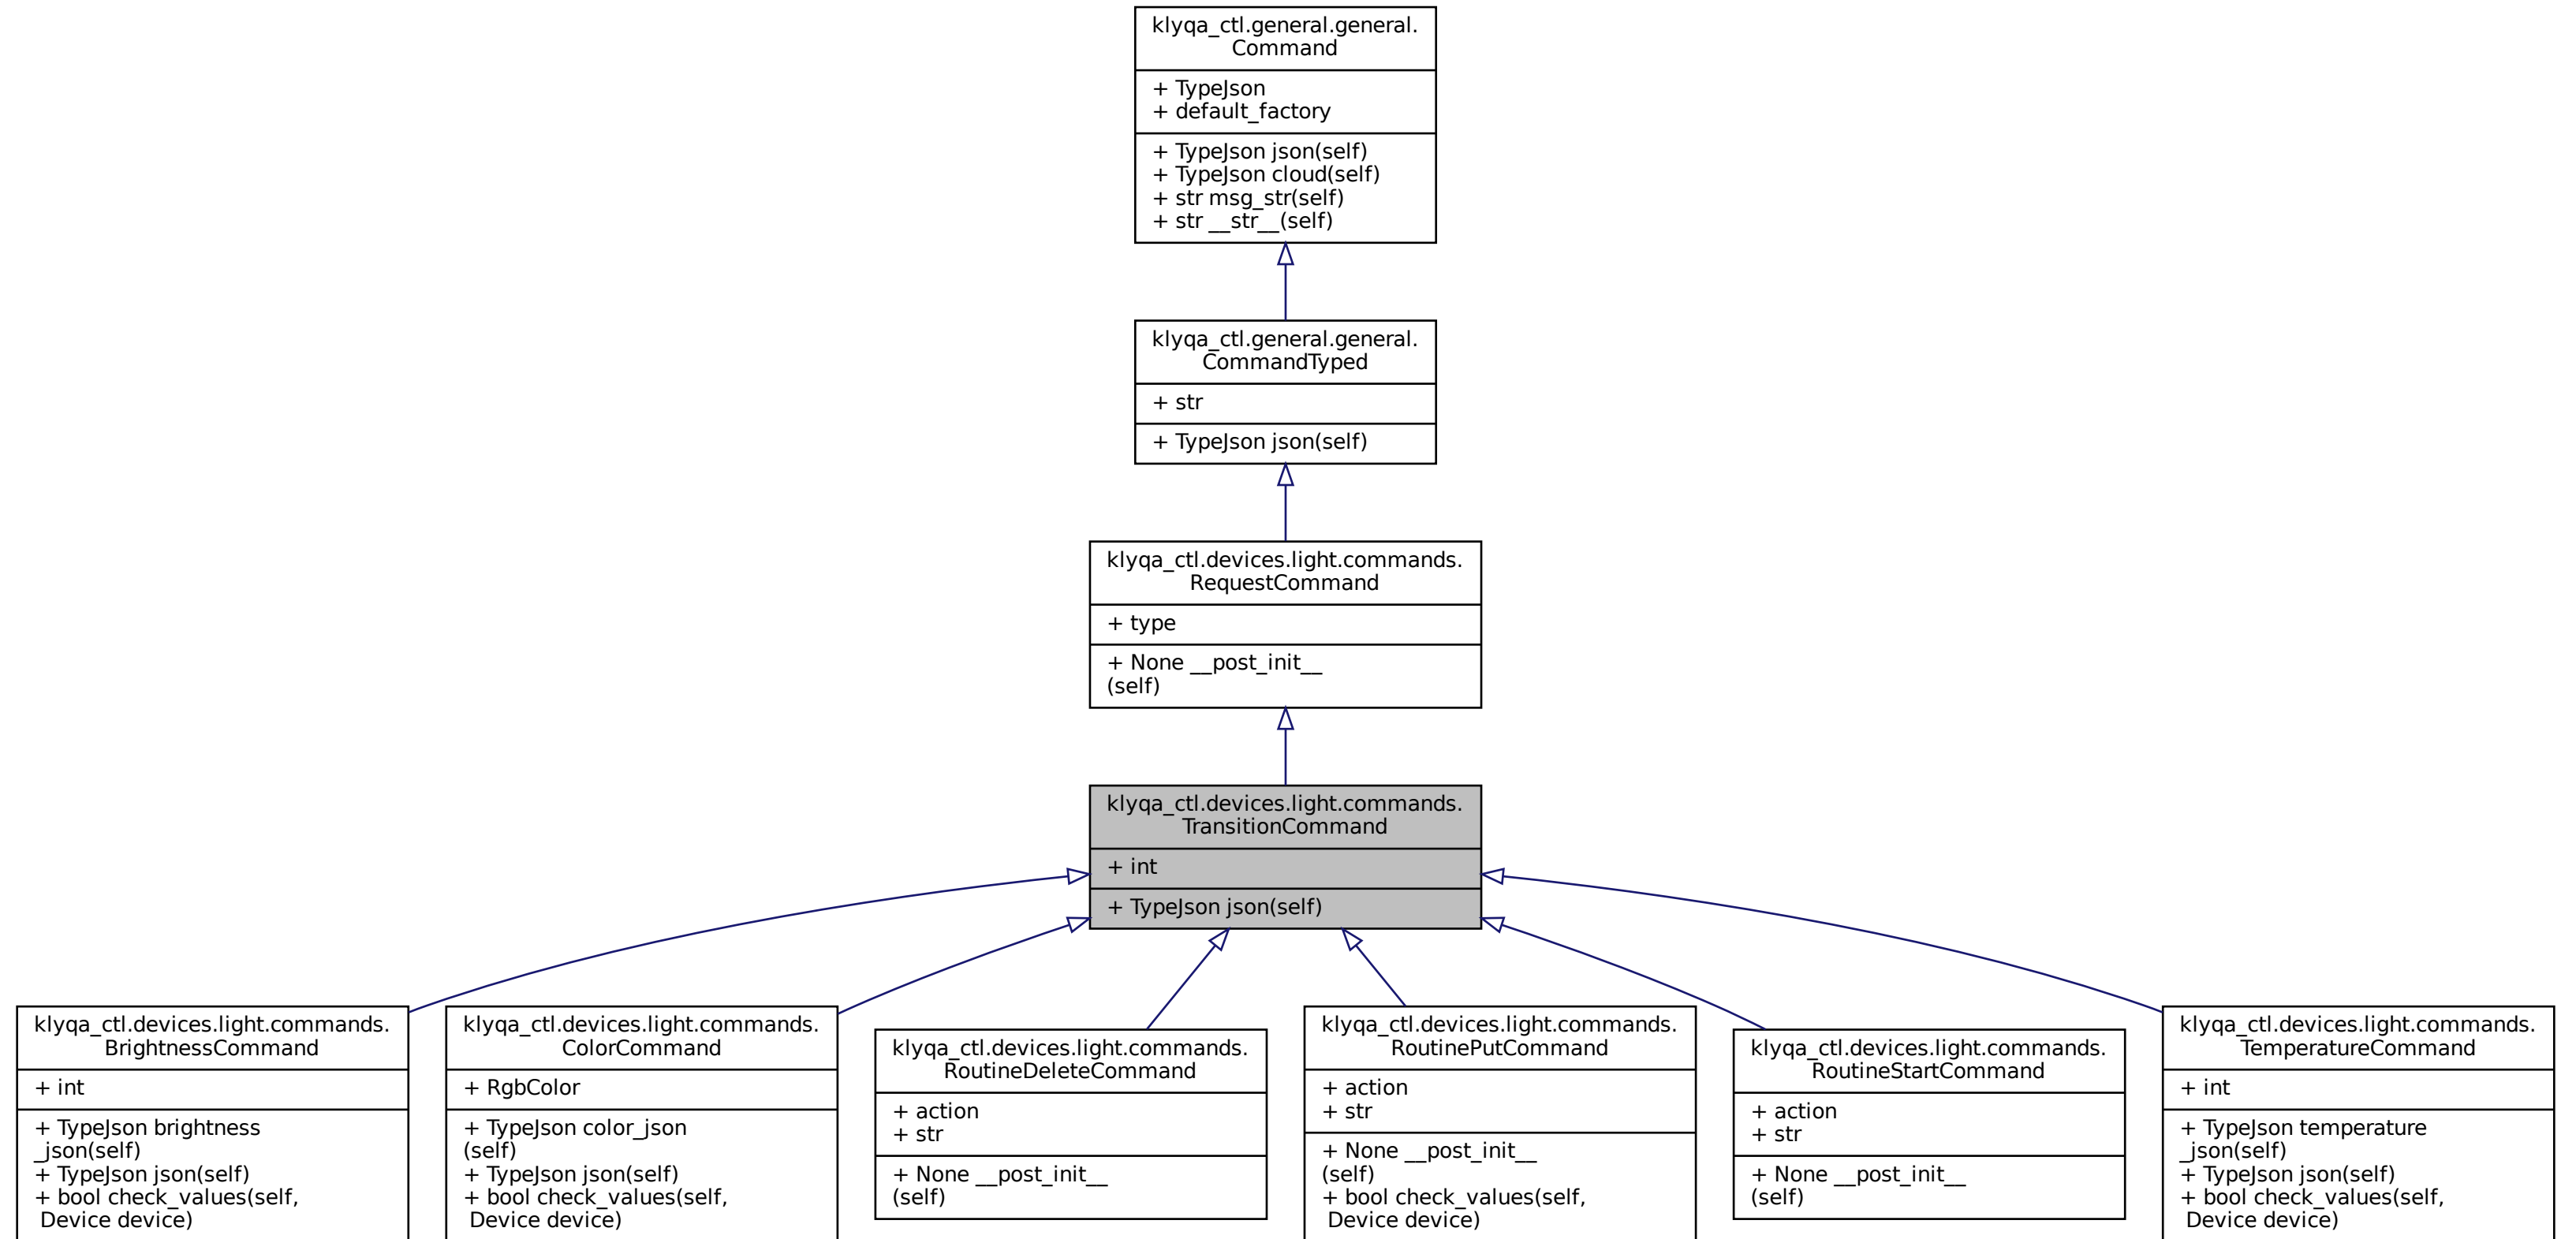 klyqa_ctl.general.general.
Command
+ TypeJson
+ default_factory
+ TypeJson json(self)
+ TypeJson cloud(self)
+ str msg_str(self)
+ str __str__(self)
klyqa_ctl.general.general.
CommandTyped
+ str
+ TypeJson json(self)
klyqa_ctl.devices.light.commands.
RequestCommand
+ type
+ None __post_init__
(self)
klyqa_ctl.devices.light.commands.
TransitionCommand
+ int
+ TypeJson json(self)
klyqa_ctl.devices.light.commands.
BrightnessCommand
+ int
+ TypeJson brightness
_json(self)
+ TypeJson json(self)
+ bool check_values(self,
Device device)
klyqa_ctl.devices.light.commands.
ColorCommand
+ RgbColor
+ TypeJson color_json
(self)
+ TypeJson json(self)
+ bool check_values(self,
Device device)
klyqa_ctl.devices.light.commands.
RoutineDeleteCommand
+ action
+ str
+ None __post_init__
(self)
klyqa_ctl.devices.light.commands.
RoutinePutCommand
+ action
+ str
+ None __post_init__
(self)
+ bool check_values(self,
Device device)
klyqa_ctl.devices.light.commands.
RoutineStartCommand
+ action
+ str
+ None __post_init__
(self)
klyqa_ctl.devices.light.commands.
TemperatureCommand
+ int
+ TypeJson temperature
_json(self)
+ TypeJson json(self)
+ bool check_values(self,
Device device)